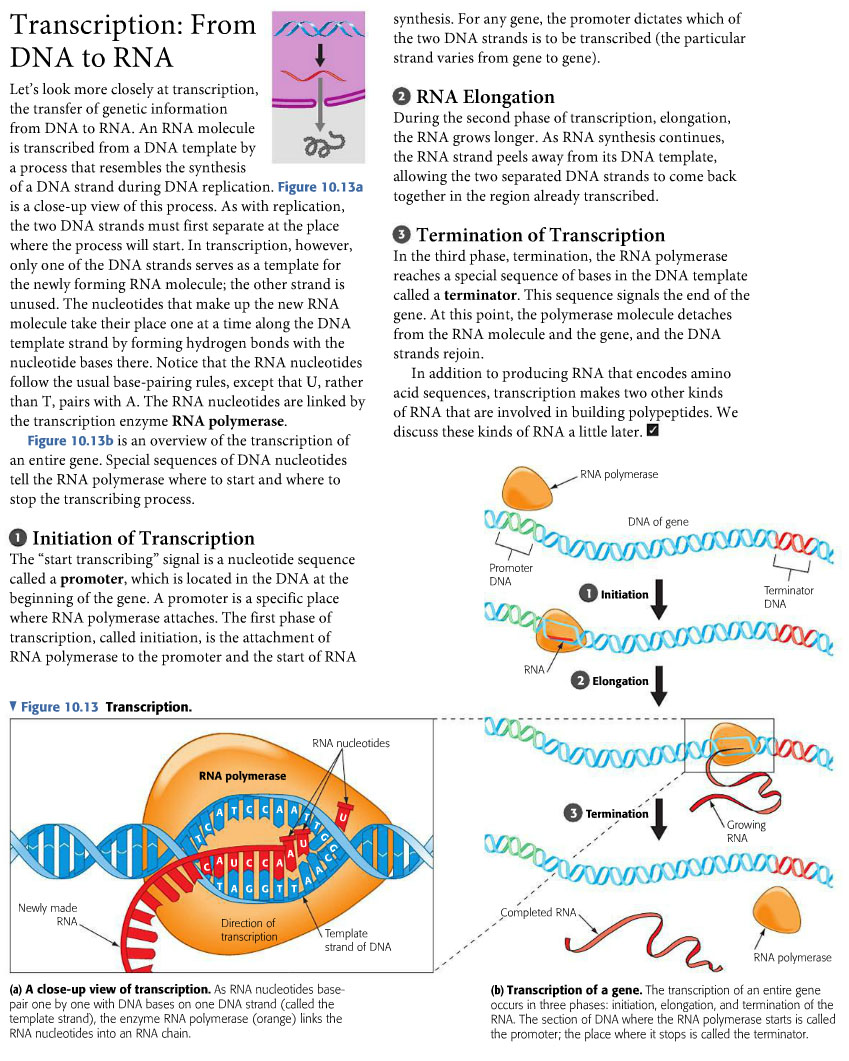 Transcription: From
DNA to RNA
Let's look more closely at transcription,
the transfer of genetic information
from DNA to RNA. An RNA molecule
is transcribed from a DNA template by
a process that resembles the synthesis
of a DNA strand during DNA replication. Figure 10.13a
is a close-up view of this process. As with replication,
the two DNA strands must first separate at the place
where the process will start. In transcription, however,
only one of the DNA strands serves as a template for
the newly forming RNA molecule; the other strand is
unused. The nucleotides that make up the new RNA
molecule take their place one at a time along the DNA
template strand by forming hydrogen bonds with the
nucleotide bases there. Notice that the RNA nucleotides
follow the usual base-pairing rules, except that U, rather
than T, pairs with A. The RNA nucleotides are linked by
the transcription enzyme RNA polymerase.
Figure 10.13b is an overview of the transcription of
an entire gene. Special sequences of DNA nucleotides
tell the RNA polymerase where to start and where to
stop the transcribing process.
1 Initiation of Transcription
The "start transcribing" signal is a nucleotide sequence
called a promoter, which is located in the DNA at the
beginning of the gene. A promoter is a specific place
where RNA polymerase attaches. The first phase of
transcription, called initiation, is the attachment of
RNA polymerase to the promoter and the start of RNA
synthesis. For any gene, the promoter dictates which of
the two DNA strands is to be transcribed (the particular
strand varies from gene to gene).
2 RNA Elongation
During the second phase of transcription, elongation,
the RNA grows longer. As RNA synthesis continues,
the RNA strand peels away from its DNA template,
allowing the two separated DNA strands to come back
together in the region already transcribed.
3 Termination of Transcription
In the third phase, termination, the RNA polymerase
reaches a special sequence of bases in the DNA template
called a terminator. This sequence signals the end of the
gene. At this point, the polymerase molecule detaches
from the RNA molecule and the gene, and the DNA
strands rejoin.
In addition to producing RNA that encodes amino
acid sequences, transcription makes two other kinds
of RNA that are involved in building polypeptides. We
discuss these kinds of RNA a little later.
▼ Figure 10.13 Transcription.
RNA nucleotides
RNA polymerase
T C A T C C A A T T G G
U
C A U C C A A U
T A G G T T A A C C
Newly made
RNA
Direction of
transcription
Template
strand of DNA
(a) A close-up view of transcription. As RNA nucleotides base-
pair one by one with DNA bases on one DNA strand (called the
template strand), the enzyme RNA polymerase (orange) links the
RNA nucleotides into an RNA chain.
RNA polymerase
DNA of gene
Promoter
DNA
Terminator
DNA
1 Initiation
RNA
2 Elongation
3 Termination
Growing
RNA
Completed RNA
RNA polymerase
(b) Transcription of a gene. The transcription of an entire gene
occurs in three phases: initiation, elongation, and termination of the
RNA. The section of DNA where the RNA polymerase starts is called
the promoter; the place where it stops is called the terminator.